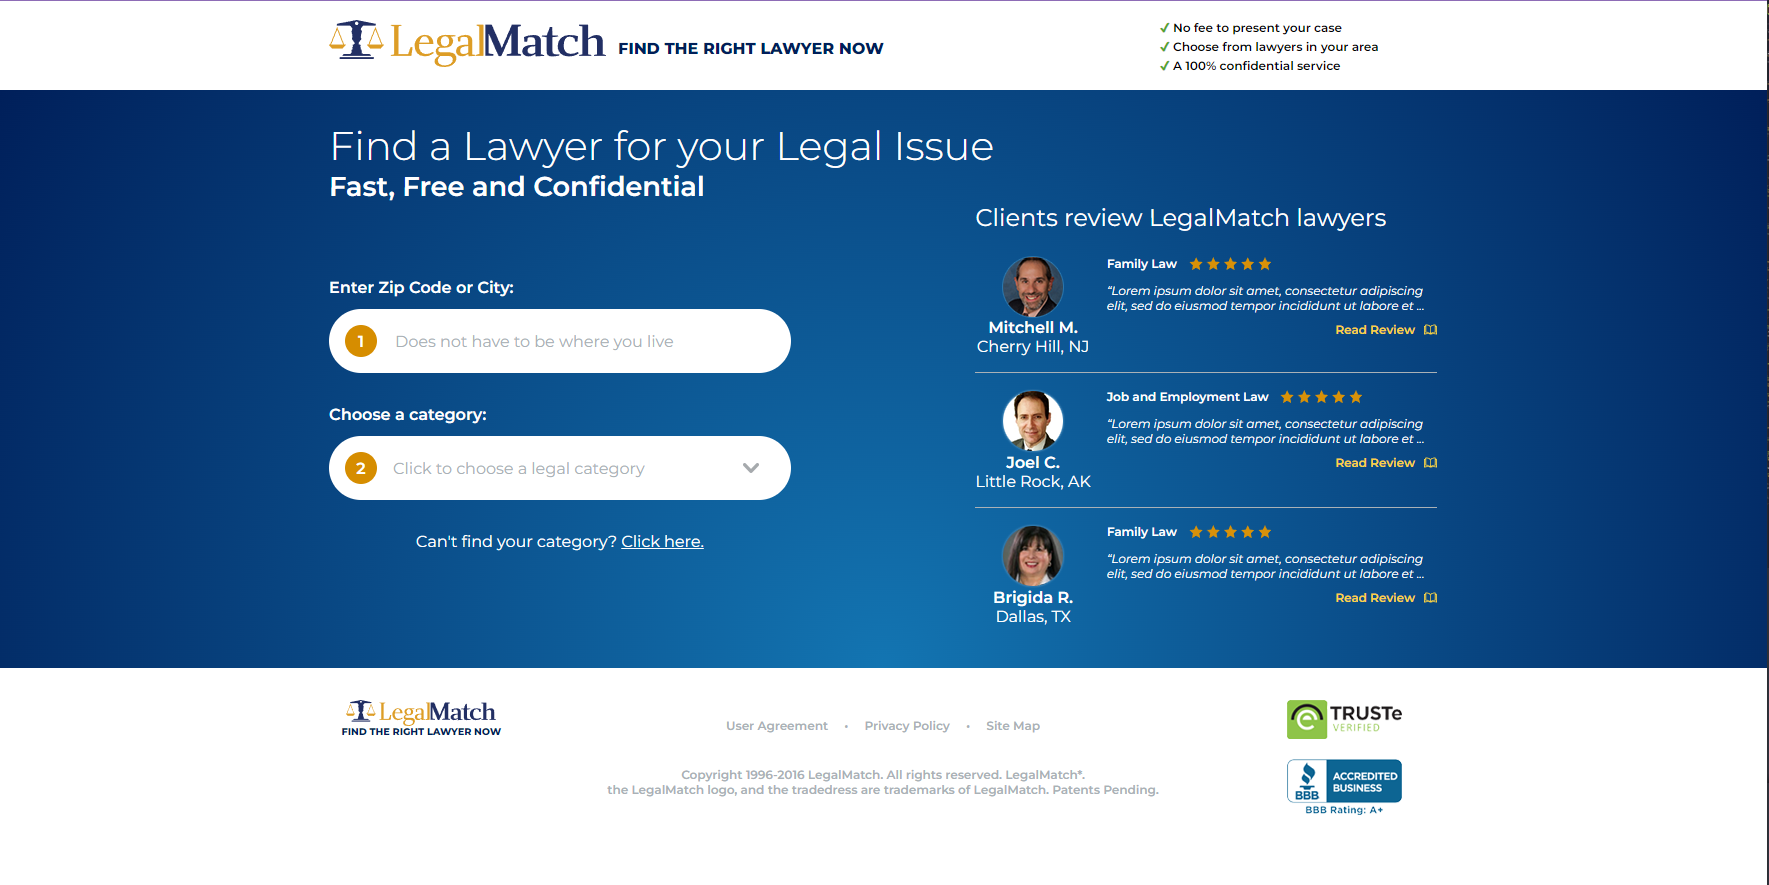 LegalMatch FIND THE RIGHT LAWYER NOW
No fee to present your case
Choose from lawyers in your area
A 100% confidential service
Find a Lawyer for your Legal Issue
Fast, Free and Confidential
Enter Zip Code or City:
1 Does not have to be where you live
Choose a category:
2 Click to choose a legal category
Can't find your category? Click here.
Clients review LegalMatch lawyers
Mitchell M.
Cherry Hill, NJ
Family Law
“Lorem ipsum dolor sit amet, consectetur adipiscing
elit, sed do eiusmod tempor incididunt ut labore et ...
Read Review
Joel C.
Little Rock, AK
Job and Employment Law
“Lorem ipsum dolor sit amet, consectetur adipiscing
elit, sed do eiusmod tempor incididunt ut labore et ...
Read Review
Brigida R.
Dallas, TX
Family Law
“Lorem ipsum dolor sit amet, consectetur adipiscing
elit, sed do eiusmod tempor incididunt ut labore et ...
Read Review
LegalMatch
FIND THE RIGHT LAWYER NOW
User Agreement • Privacy Policy • Site Map
Copyright 1996-2016 LegalMatch. All rights reserved. LegalMatch*.
the LegalMatch logo, and the tradedress are trademarks of LegalMatch. Patents Pending.
TRUSTe
VERIFIED
BBB
ACCREDITED
BUSINESS
BBB Rating: A+